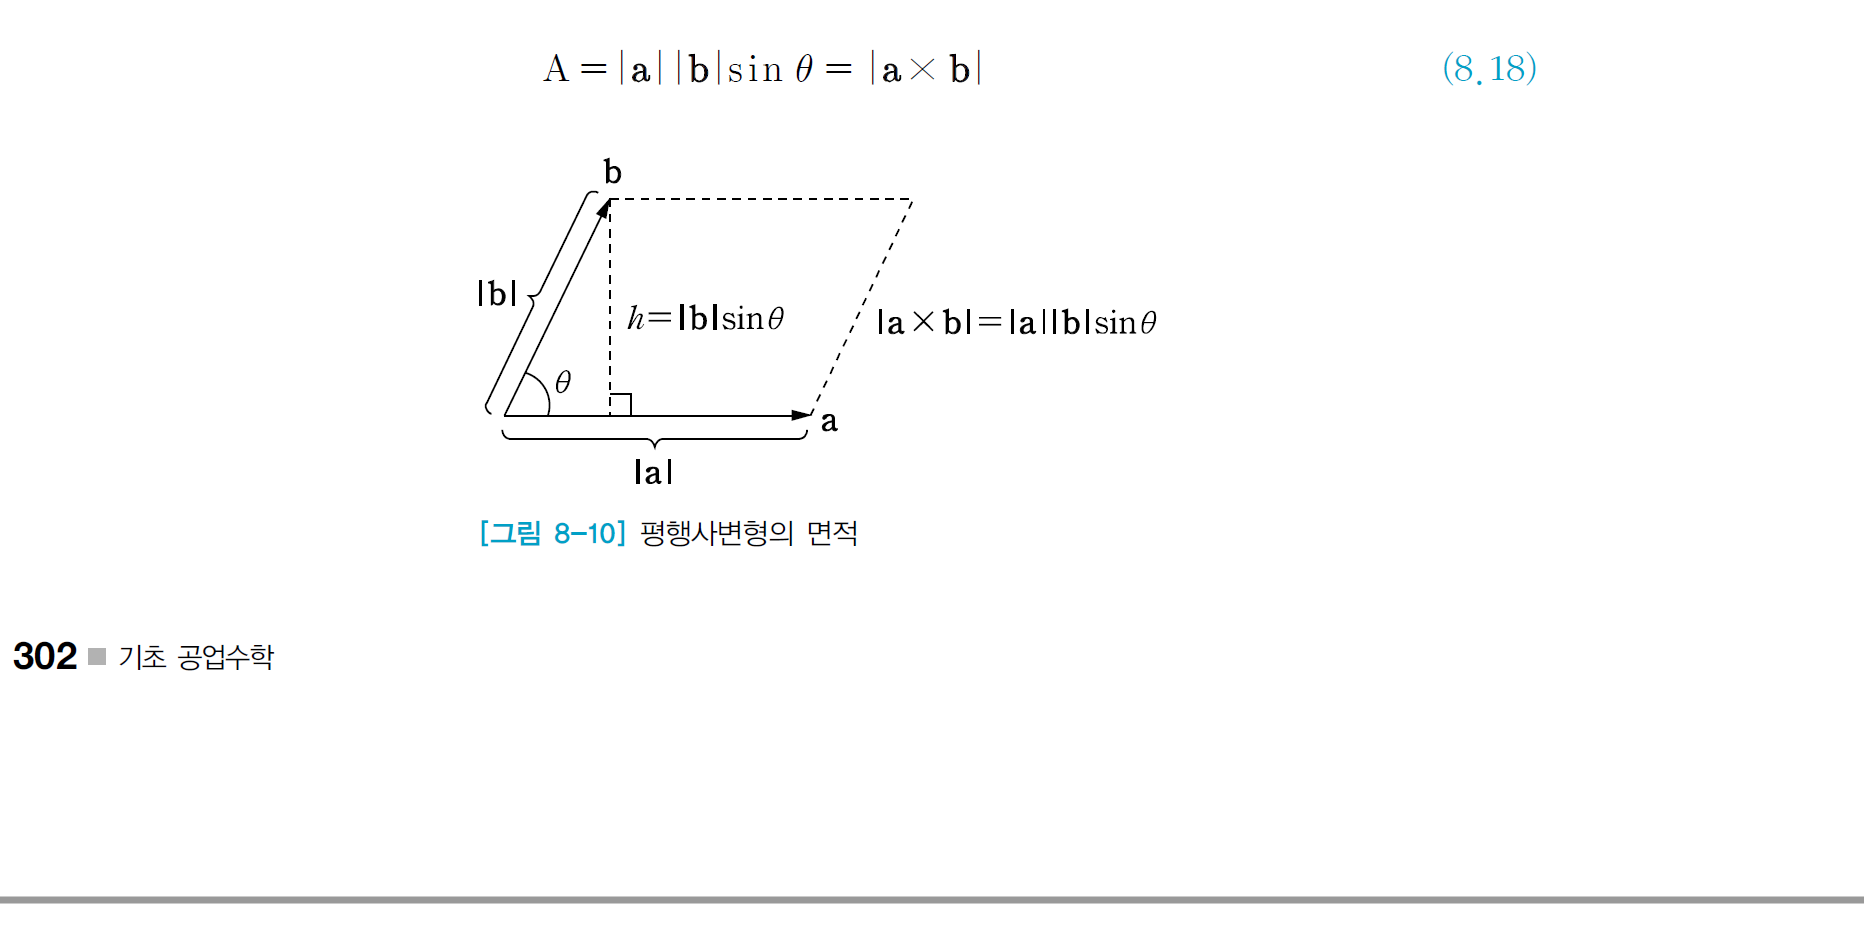 A = |a| |b| sin θ = |a × b| (8.18)
b
|b|
h=|b|sinθ
|a×b|=|a||b|sinθ
θ
a
|a|
[그림 8-10] 평행사변형의 면적
302 ■ 기초 공업수학